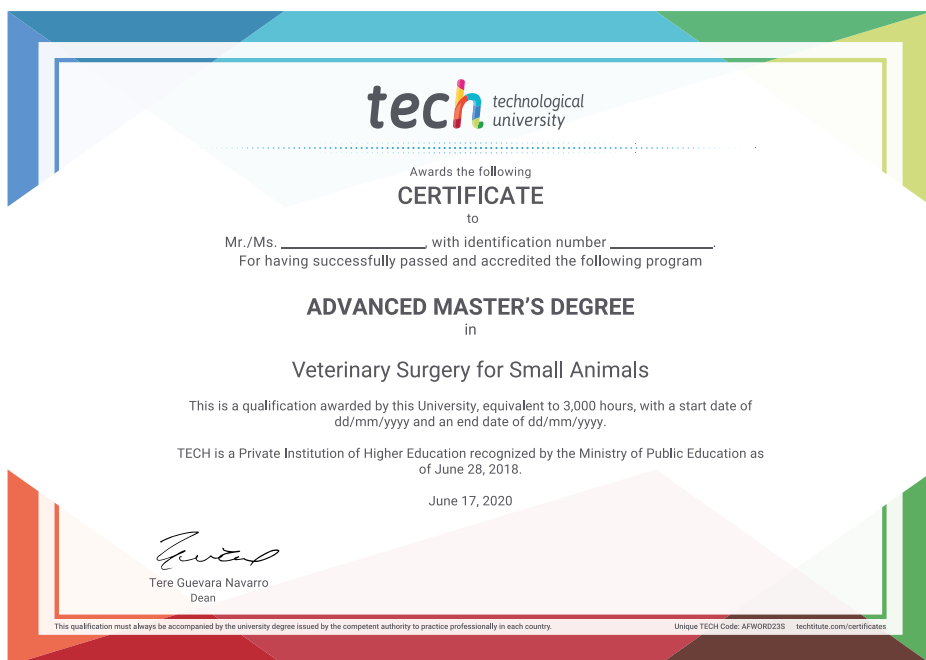 tech technological
university
Awards the following
CERTIFICATE
to
Mr./Ms. ____________________, with identification number ______________.
For having successfully passed and accredited the following program
ADVANCED MASTER’S DEGREE
in
Veterinary Surgery for Small Animals
This is a qualification awarded by this University, equivalent to 3,000 hours, with a start date of
dd/mm/yyyy and an end date of dd/mm/yyyy.
TECH is a Private Institution of Higher Education recognized by the Ministry of Public Education as
of June 28, 2018.
June 17, 2020
Tere Guevara Navarro
Dean
This qualification must always be accompanied by the university degree issued by the competent authority to practice professionally in each country.
Unique TECH Code: AFWORD23S techtitute.com/certificates